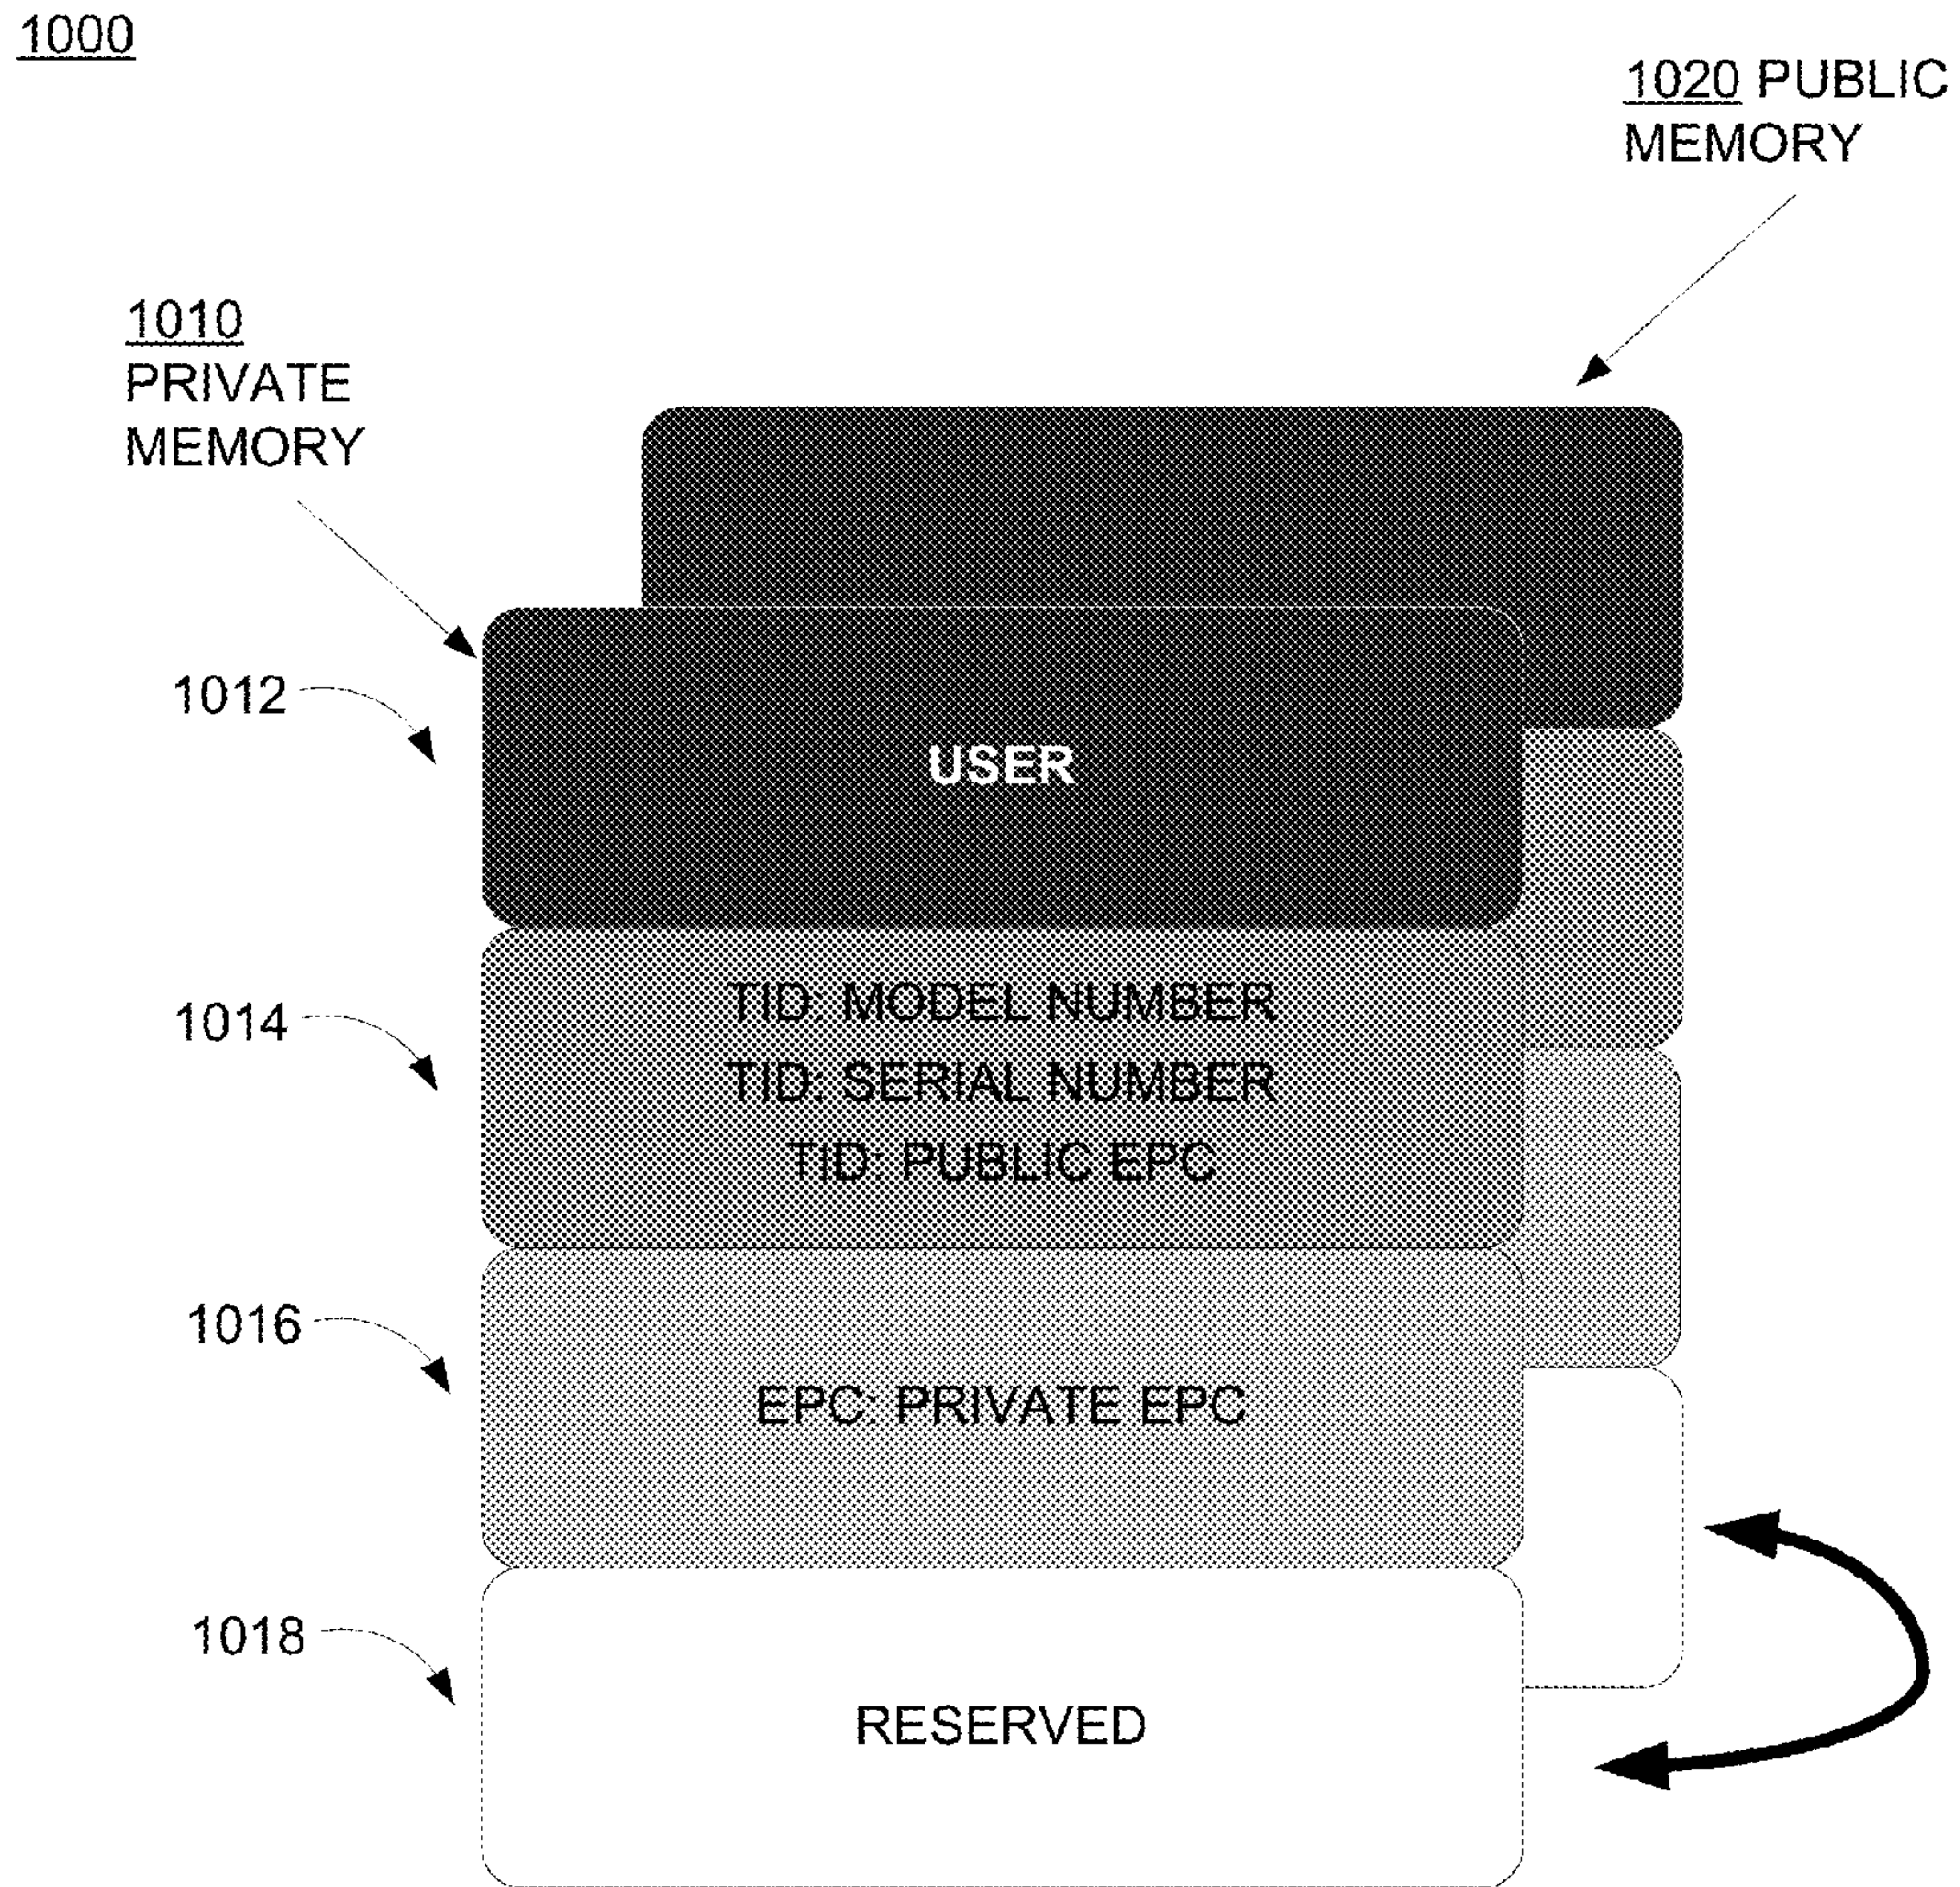 1000
1020 PUBLIC
MEMORY
1010
PRIVATE
MEMORY
1012
USER
1014
TID: MODEL NUMBER
TID: SERIAL NUMBER
TID: PUBLIC EPC
1016
EPC: PRIVATE EPC
1018
RESERVED